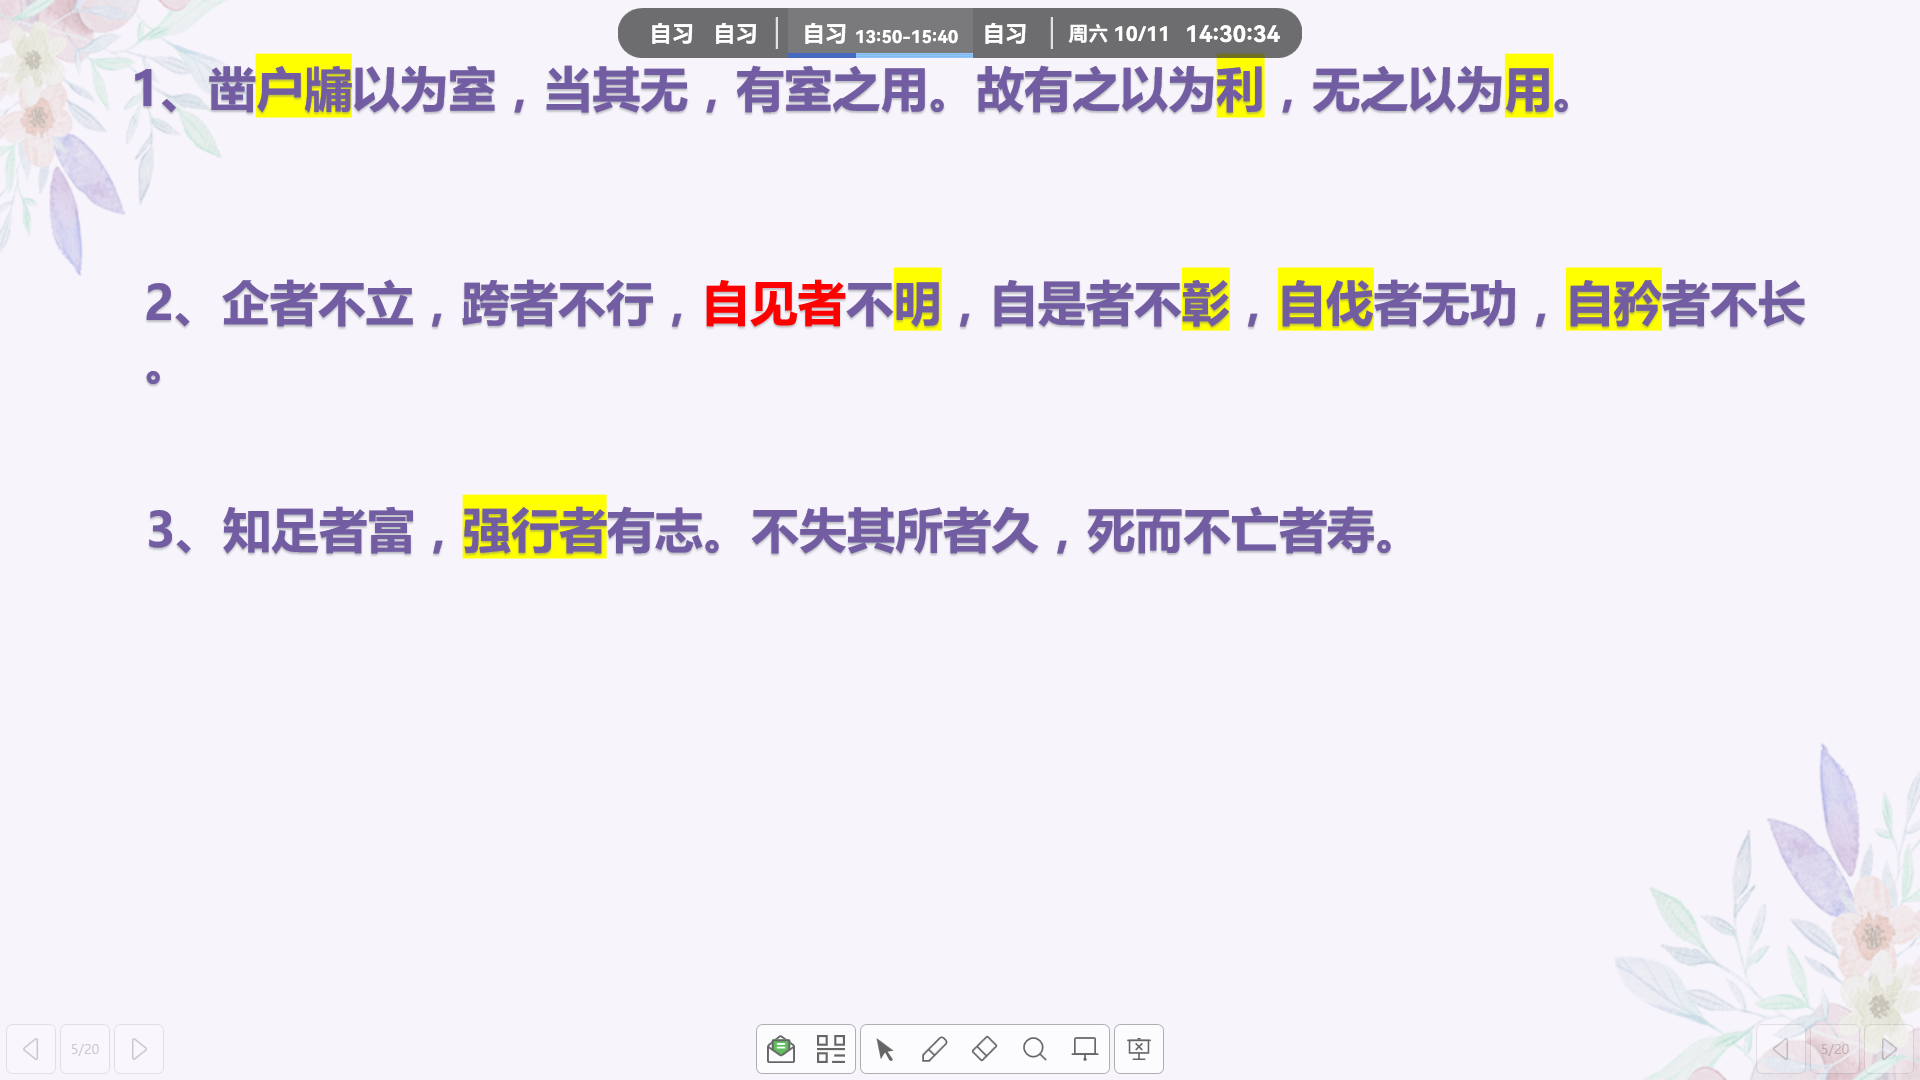 自习 自习 自习 13:50-15:40 自习 周六 10/11 14:30:34
1、凿户牖以为室，当其无，有室之用。故有之以为利，无之以为用。
2、企者不立，跨者不行，自见者不明，自是者不彰，自伐者无功，自矜者不长
。
3、知足者富，强行者有志。不失其所者久，死而不亡者寿。
5/20 5/20